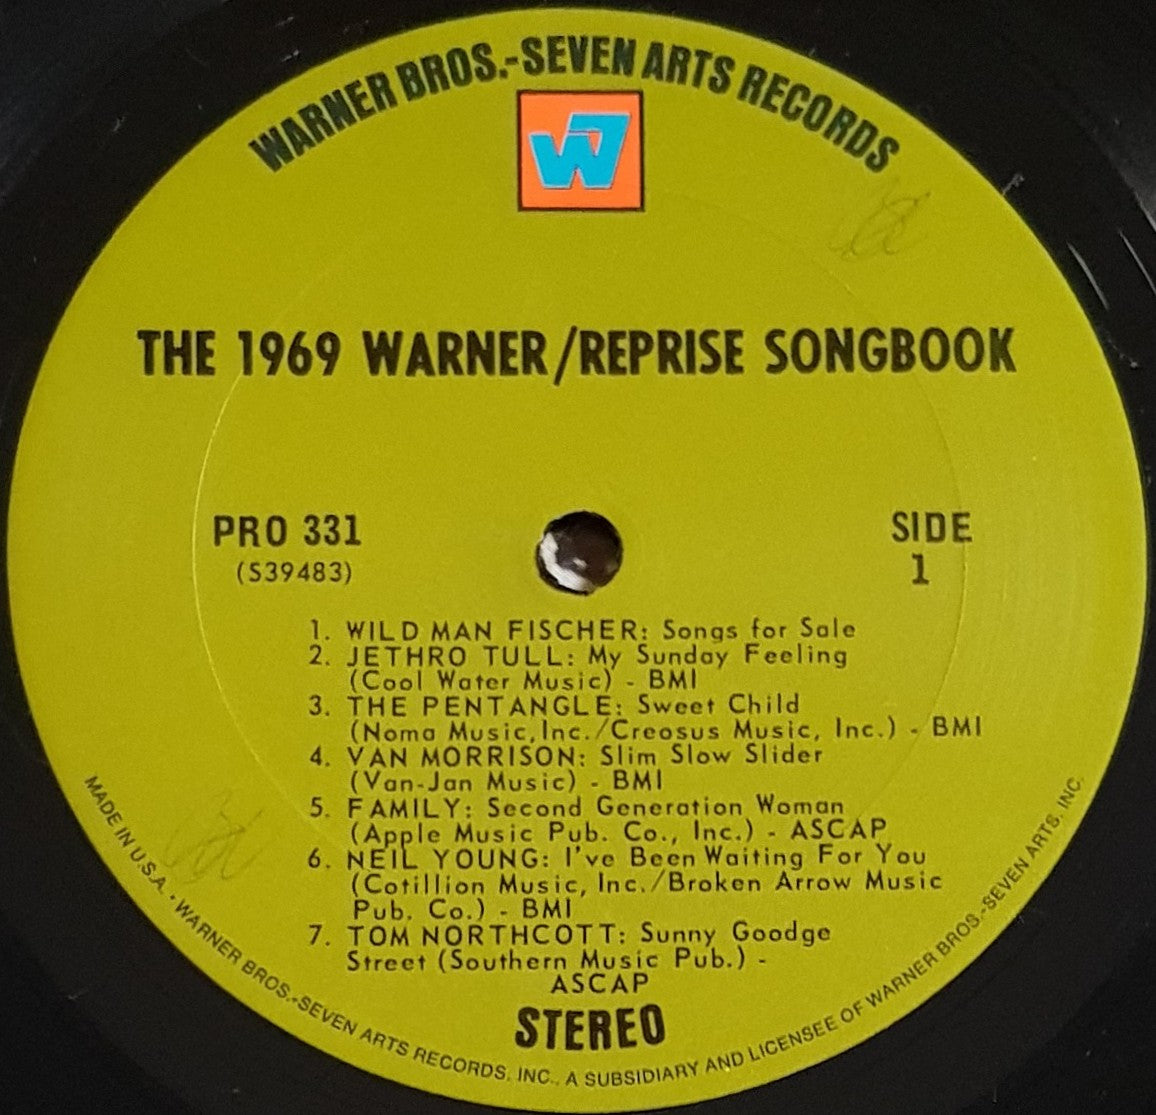 WARNER BROS.-SEVEN ARTS RECORDS
W7
THE 1969 WARNER/REPRISE SONGBOOK
PRO 331
(S39483)
SIDE
1
1. WILD MAN FISCHER: Songs for Sale
2. JETHRO TULL: My Sunday Feeling
(Cool Water Music) - BMI
3. THE PENTANGLE: Sweet Child
(Noma Music, Inc./Creosus Music, Inc.) - BMI
4. VAN MORRISON: Slim Slow Slider
(Van-Jan Music) - BMI
5. FAMILY: Second Generation Woman
(Apple Music Pub. Co., Inc.) - ASCAP
6. NEIL YOUNG: I've Been Waiting For You
(Cotillion Music, Inc./Broken Arrow Music
Pub. Co.) - BMI
7. TOM NORTHCOTT: Sunny Goodge
Street (Southern Music Pub.) -
ASCAP
STEREO
MADE IN U.S.A. • WARNER BROS.-SEVEN ARTS RECORDS, INC., A SUBSIDIARY AND LICENSEE OF WARNER BROS.-SEVEN ARTS, INC.